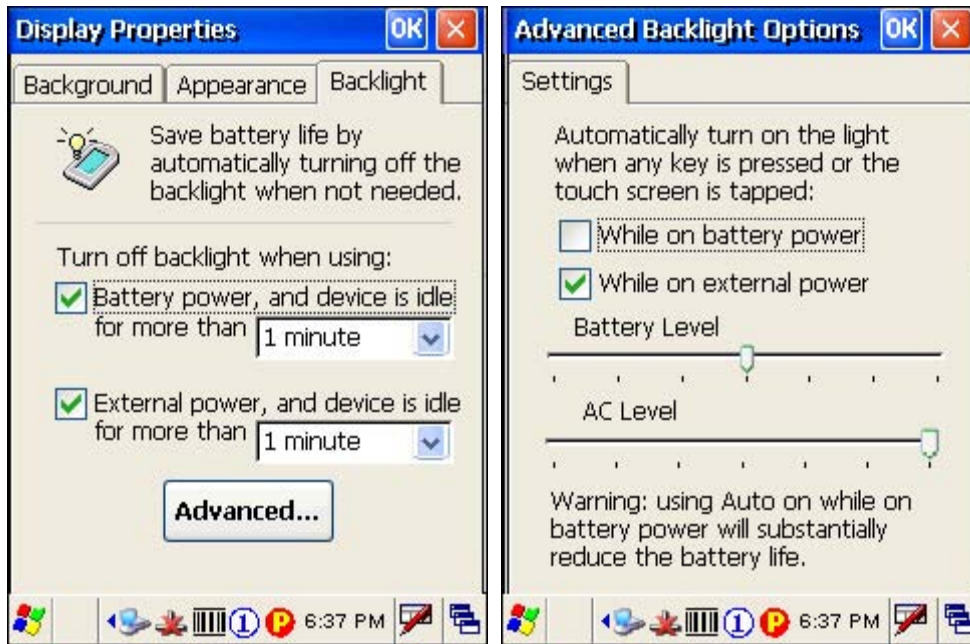 Display Properties OK
Background Appearance Backlight
Save battery life by
automatically turning off the
backlight when not needed.
Turn off backlight when using:
Battery power, and device is idle
for more than 1 minute
External power, and device is idle
for more than 1 minute
Advanced...
1 P 6:37 PM
Advanced Backlight Options OK
Settings
Automatically turn on the light
when any key is pressed or the
touch screen is tapped:
While on battery power
While on external power
Battery Level
AC Level
Warning: using Auto on while on
battery power will substantially
reduce the battery life.
1 P 6:37 PM